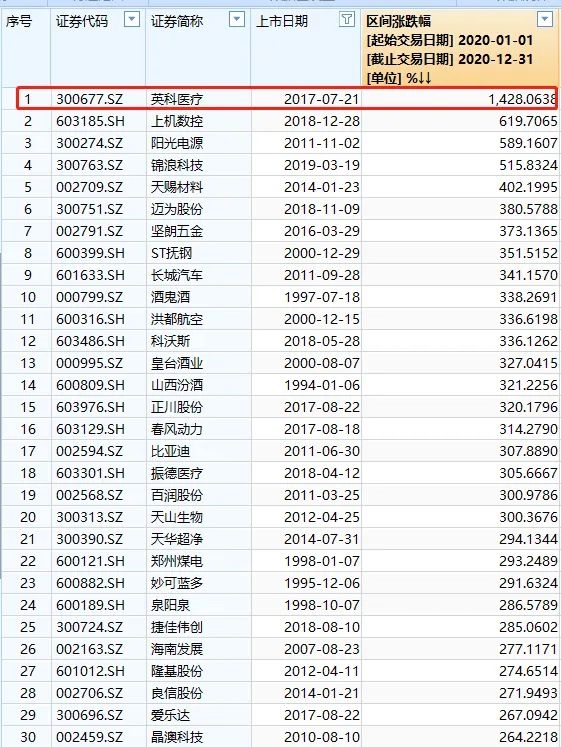 序号 证券代码 证券简称 上市日期 区间涨跌幅
[起始交易日期] 2020-01-01
[截止交易日期] 2020-12-31
[单位] %↓↓
1 300677.SZ 英科医疗 2017-07-21 1,428.0638
2 603185.SH 上机数控 2018-12-28 619.7065
3 300274.SZ 阳光电源 2011-11-02 589.1607
4 300763.SZ 锦浪科技 2019-03-19 515.8324
5 002709.SZ 天赐材料 2014-01-23 402.1995
6 300751.SZ 迈为股份 2018-11-09 380.5788
7 002791.SZ 坚朗五金 2016-03-29 373.1365
8 600399.SH ST抚钢 2000-12-29 351.5152
9 601633.SH 长城汽车 2011-09-28 341.1570
10 000799.SZ 酒鬼酒 1997-07-18 338.2691
11 600316.SH 洪都航空 2000-12-15 336.6198
12 603486.SH 科沃斯 2018-05-28 336.1262
13 000995.SZ 皇台酒业 2000-08-07 327.0415
14 600809.SH 山西汾酒 1994-01-06 321.2256
15 603976.SH 正川股份 2017-08-22 320.1796
16 603129.SH 春风动力 2017-08-18 314.2790
17 002594.SZ 比亚迪 2011-06-30 307.8890
18 603301.SH 振德医疗 2018-04-12 305.6667
19 002568.SZ 百润股份 2011-03-25 300.9786
20 300313.SZ 天山生物 2012-04-25 300.3676
21 300390.SZ 天华超净 2014-07-31 294.1344
22 600121.SH 郑州煤电 1998-01-07 293.2489
23 600882.SH 妙可蓝多 1995-12-06 291.6324
24 600189.SH 泉阳泉 1998-10-07 286.5789
25 300724.SZ 捷佳伟创 2018-08-10 285.0602
26 002163.SZ 海南发展 2007-08-23 277.1171
27 601012.SH 隆基股份 2012-04-11 274.6514
28 002706.SZ 良信股份 2014-01-21 271.9493
29 300696.SZ 爱乐达 2017-08-22 267.0942
30 002459.SZ 晶澳科技 2010-08-10 264.2218